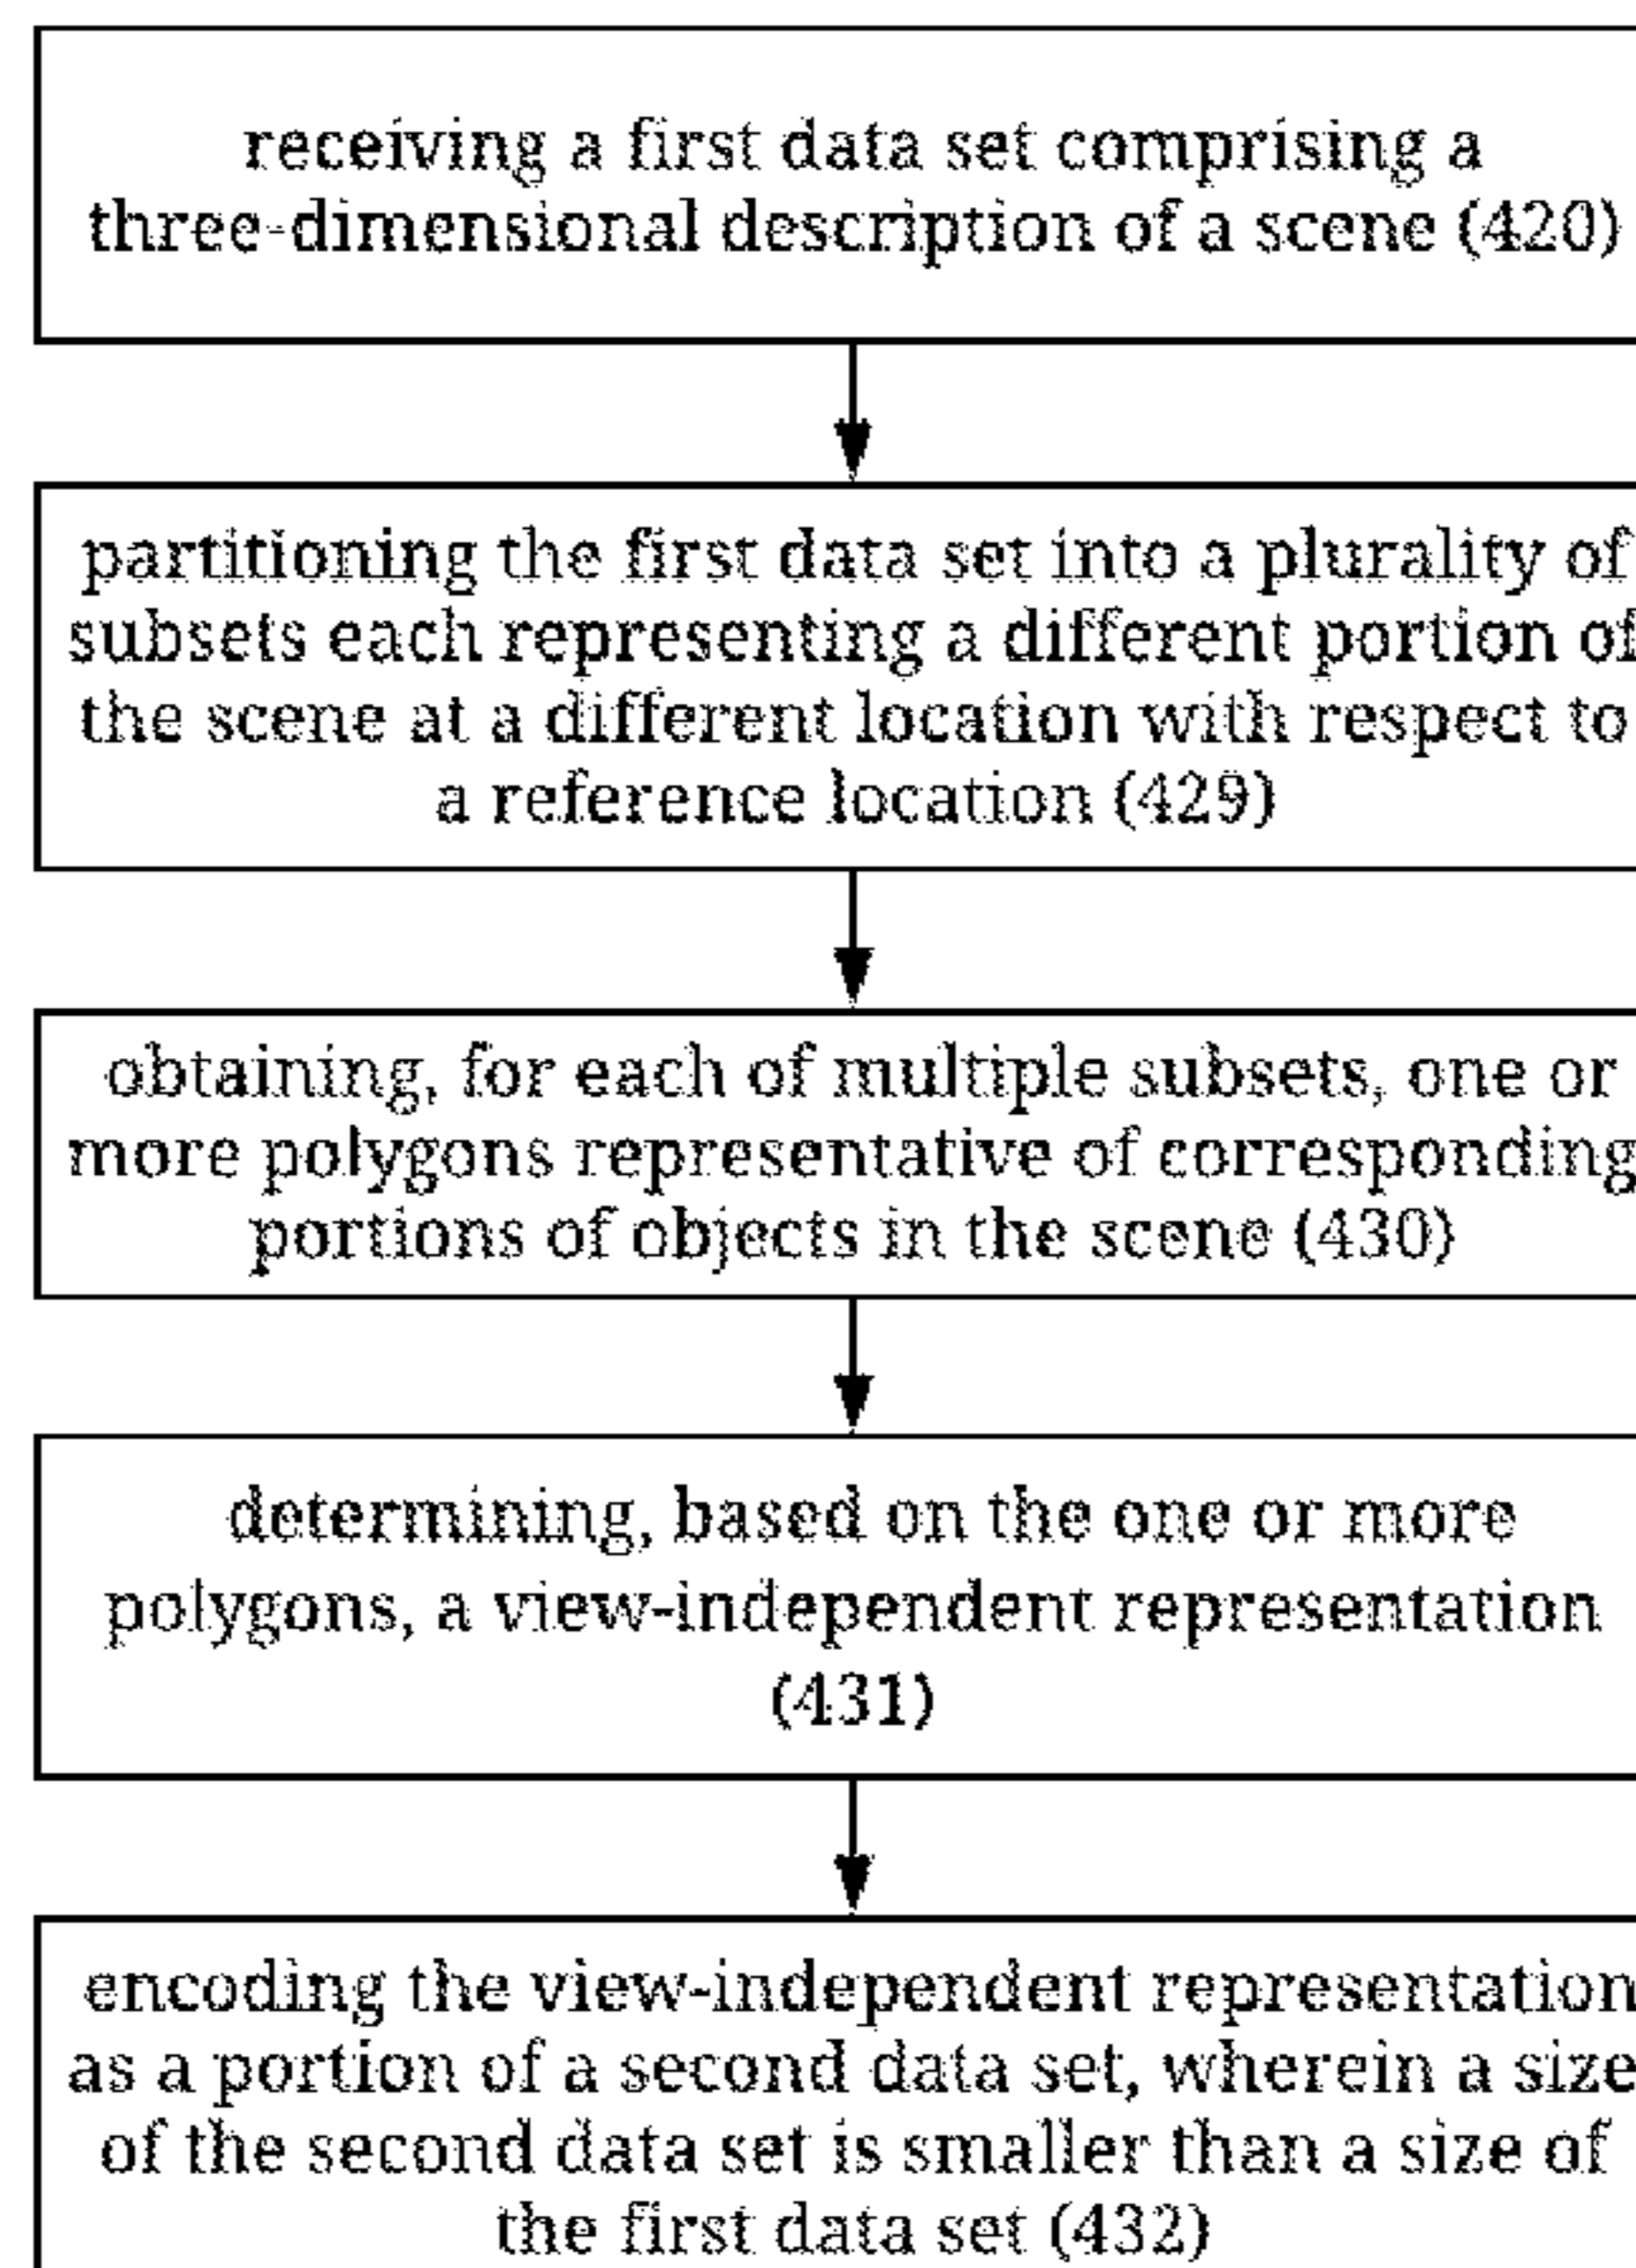 receiving a first data set comprising a
three-dimensional description of a scene (420)
partitioning the first data set into a plurality of
subsets each representing a different portion of
the scene at a different location with respect to
a reference location (429)
obtaining, for each of multiple subsets, one or
more polygons representative of corresponding
portions of objects in the scene (430)
determining, based on the one or more
polygons, a view-independent representation
(431)
encoding the view-independent representation
as a portion of a second data set, wherein a size
of the second data set is smaller than a size of
the first data set (432)